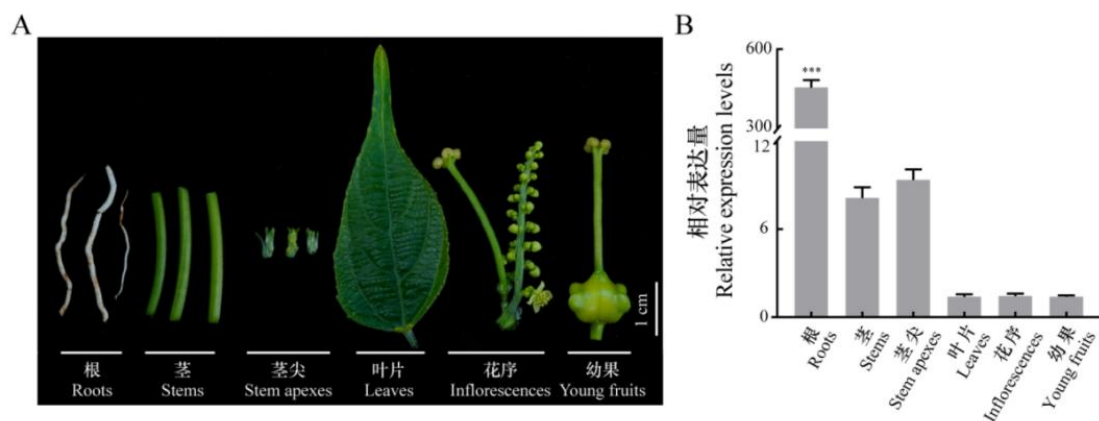 A
根
Roots
茎
Stems
茎尖
Stem apexes
叶片
Leaves
花序
Inflorescences
幼果
Young fruits
1 cm
B
相对表达量
Relative expression levels
600
300
12
6
0
***
根
Roots
茎
Stems
茎尖
Stem apexes
叶片
Leaves
花序
Inflorescences
幼果
Young fruits